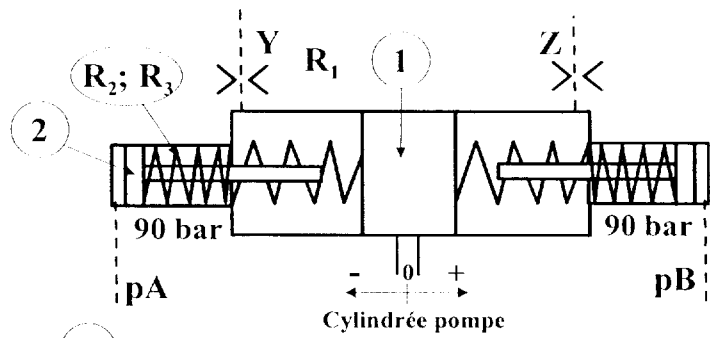 Y
Z
R₁
1
R₂; R₃
2
90 bar
90 bar
pA
pB
- 0 +
Cylindrée pompe